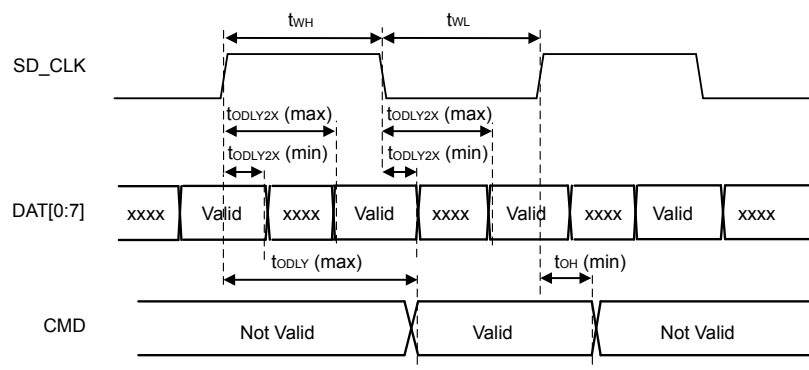 tWH tWL
SD_CLK
tODLY2X (max) tODLY2X (max)
tODLY2X (min) tODLY2X (min)
DAT[0:7] xxxx Valid xxxx Valid xxxx Valid xxxx Valid xxxx
tODLY (max) tOH (min)
CMD Not Valid Valid Not Valid